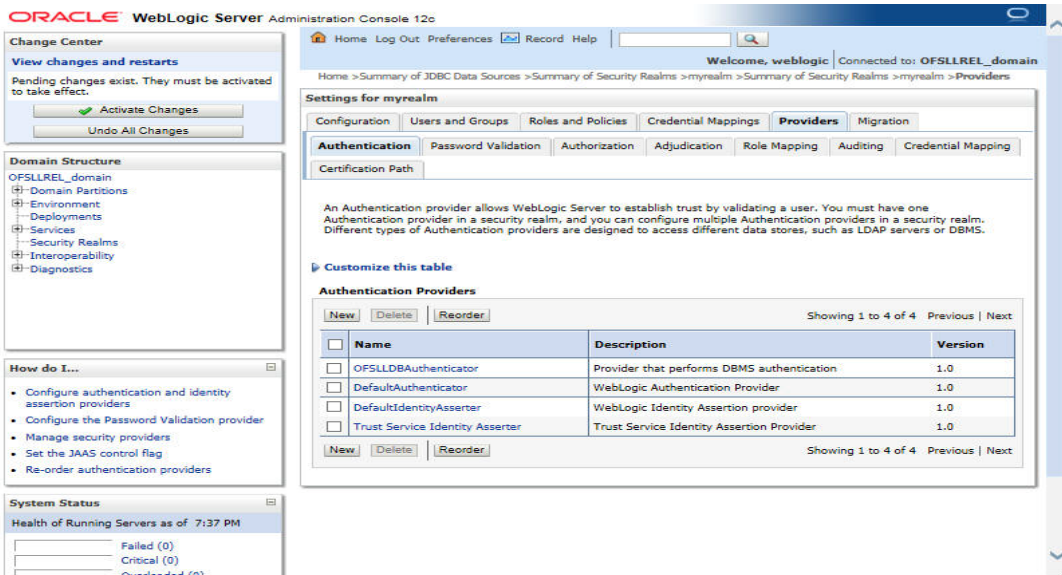 ORACLE WebLogic Server Administration Console 12c
Change Center
View changes and restarts
Pending changes exist. They must be activated
to take effect.
Activate Changes
Undo All Changes
Domain Structure
OFSLLREL_domain
Domain Partitions
Environment
Deployments
Services
Security Realms
Interoperability
Diagnostics
How do I...
• Configure authentication and identity
assertion providers
• Configure the Password Validation provider
• Manage security providers
• Set the JAAS control flag
• Re-order authentication providers
System Status
Health of Running Servers as of 7:37 PM
Failed (0)
Critical (0)
Overloaded (0)
Home Log Out Preferences Record Help
Welcome, weblogic Connected to: OFSLLREL_domain
Home >Summary of JDBC Data Sources >Summary of Security Realms >myrealm >Summary of Security Realms >myrealm >Providers
Settings for myrealm
Configuration Users and Groups Roles and Policies Credential Mappings Providers Migration
Authentication Password Validation Authorization Adjudication Role Mapping Auditing Credential Mapping
Certification Path
An Authentication provider allows WebLogic Server to establish trust by validating a user. You must have one
Authentication provider in a security realm, and you can configure multiple Authentication providers in a security realm.
Different types of Authentication providers are designed to access different data stores, such as LDAP servers or DBMS.
Customize this table
Authentication Providers
New Delete Reorder Showing 1 to 4 of 4 Previous | Next
Name Description Version
OFSLLDBAuthenticator Provider that performs DBMS authentication 1.0
DefaultAuthenticator WebLogic Authentication Provider 1.0
DefaultIdentityAsserter WebLogic Identity Assertion provider 1.0
Trust Service Identity Asserter Trust Service Identity Assertion Provider 1.0
New Delete Reorder Showing 1 to 4 of 4 Previous | Next